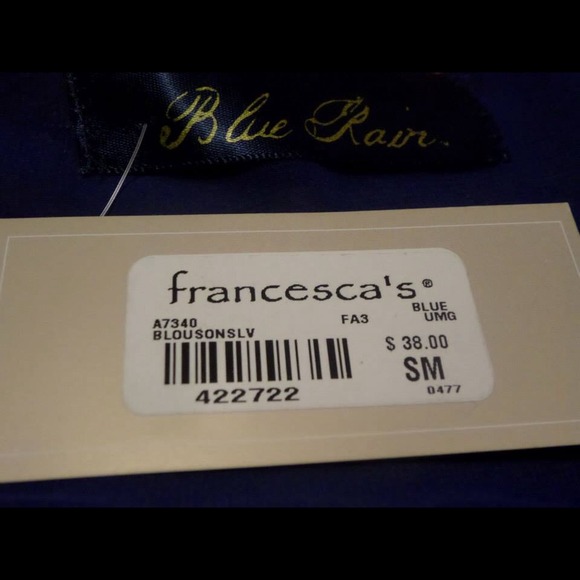 Blue Rain.
francesca's®
A7340 FA3 BLUE
BLOUSONSLV UMG
$ 38.00
SM
422722 0477